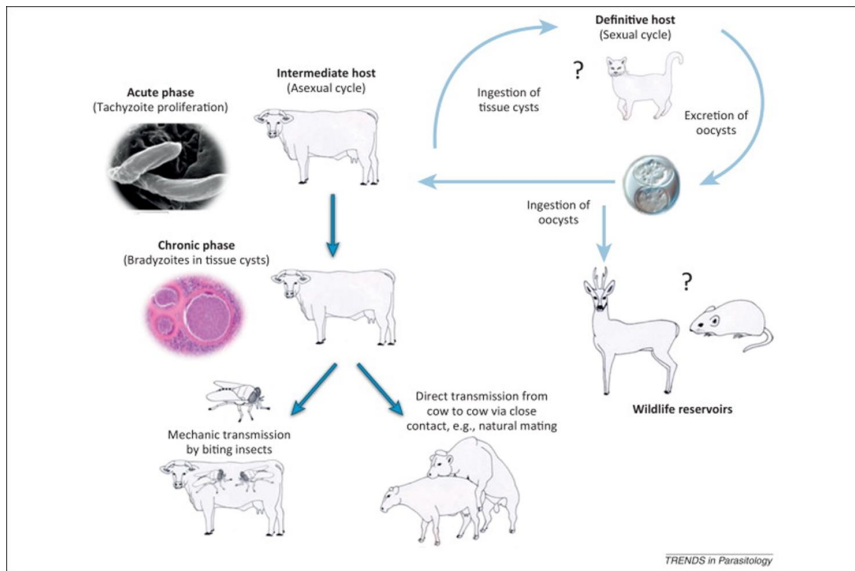 Definitive host
(Sexual cycle)
?
Ingestion of
tissue cysts
Excretion of
oocysts
Intermediate host
(Asexual cycle)
Acute phase
(Tachyzoite proliferation)
Ingestion of
oocysts
Chronic phase
(Bradyzoites in tissue cysts)
?
Wildlife reservoirs
Mechanic transmission
by biting insects
Direct transmission from
cow to cow via close
contact, e.g., natural mating
TRENDS in Parasitology